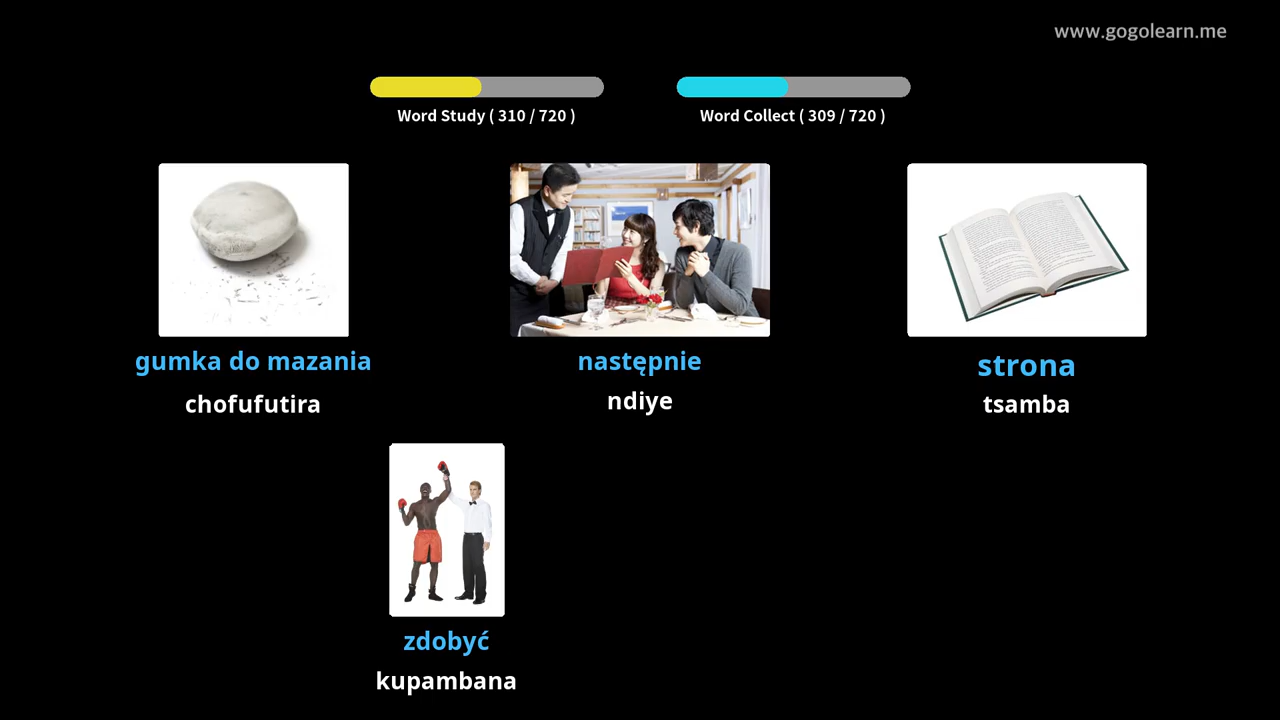 www.gogolearn.me
Word Study ( 310 / 720 )
Word Collect ( 309 / 720 )
gumka do mazania
chofufutira
następnie
ndiye
strona
tsamba
zdobyć
kupambana